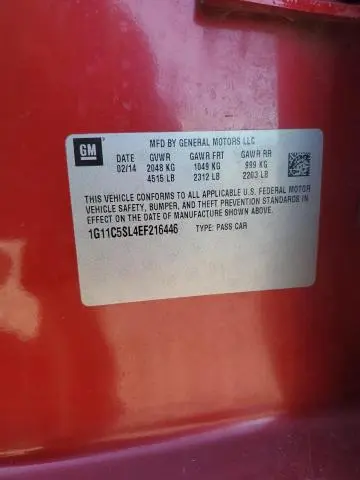 GM
MFD BY GENERAL MOTORS LLC
DATE GVWR GAWR FRT GAWR RR
02/14 2048 KG 1049 KG 999 KG
4515 LB 2312 LB 2203 LB
THIS VEHICLE CONFORMS TO ALL APPLICABLE U.S. FEDERAL MOTOR
VEHICLE SAFETY, BUMPER, AND THEFT PREVENTION STANDARDS IN
EFFECT ON THE DATE OF MANUFACTURE SHOWN ABOVE.
1G11C5SL4EF216446 TYPE: PASS CAR